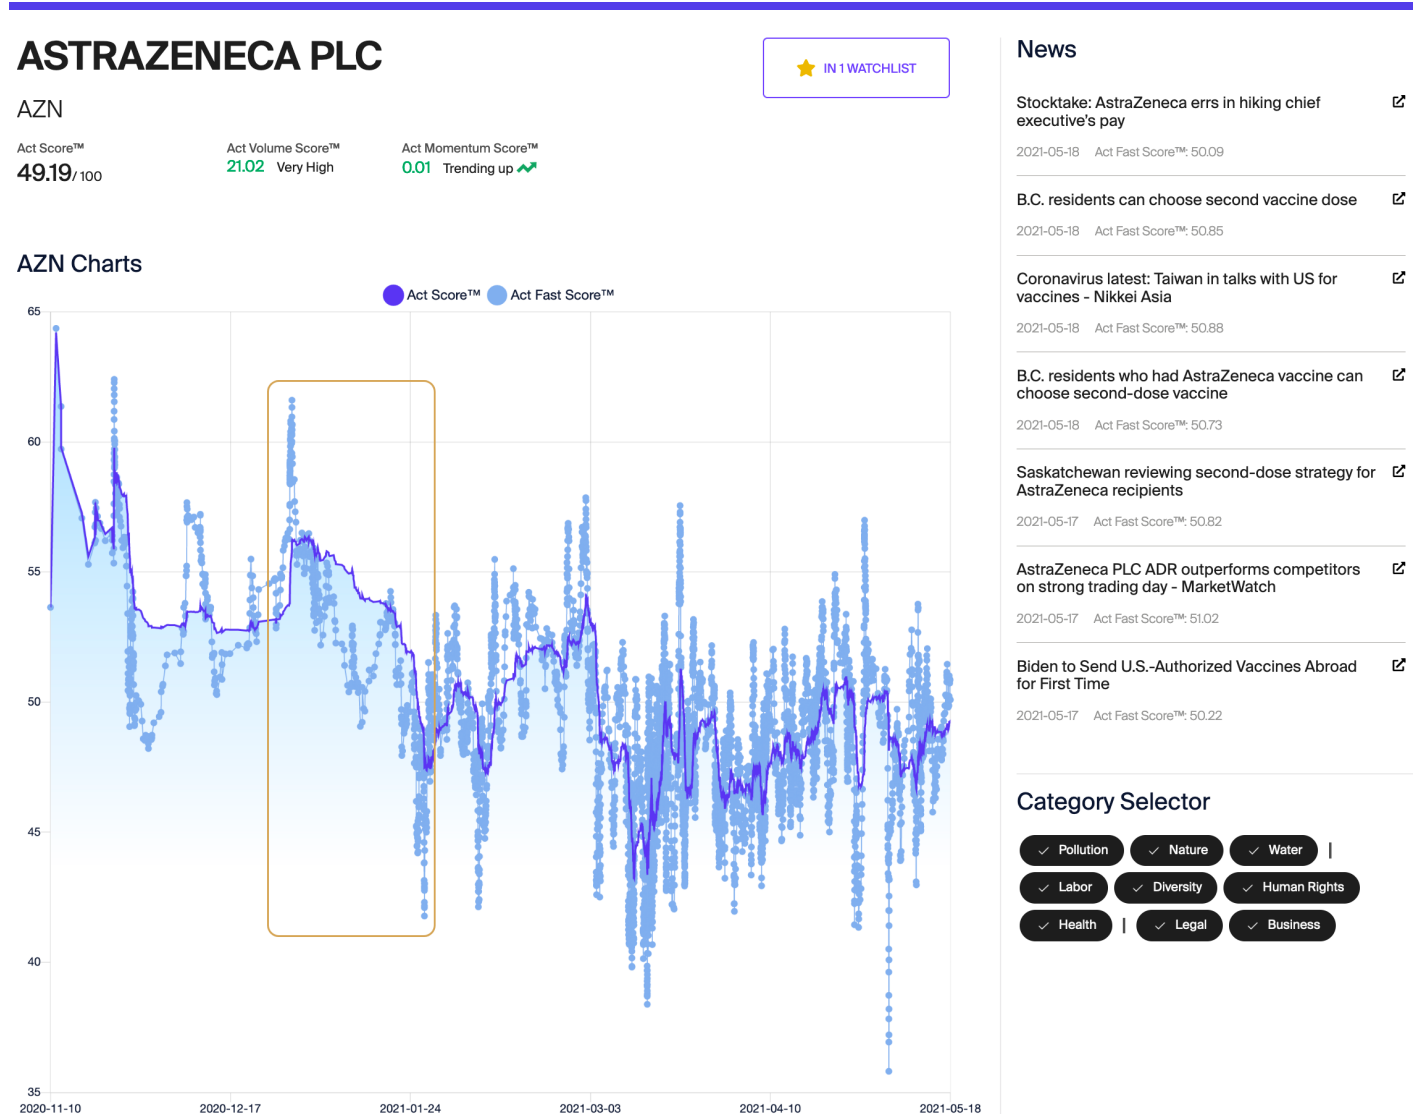 ASTRAZENECA PLC
IN 1 WATCHLIST
AZN
Act Score™
49.19/ 100
Act Volume Score™
21.02 Very High
Act Momentum Score™
0.01 Trending up
AZN Charts
Act Score™ Act Fast Score™
65
60
55
50
45
40
35
2020-11-10 2020-12-17 2021-01-24 2021-03-03 2021-04-10 2021-05-18
News
Stocktake: AstraZeneca errs in hiking chief
executive's pay
2021-05-18 Act Fast Score™: 50.09
B.C. residents can choose second vaccine dose
2021-05-18 Act Fast Score™: 50.85
Coronavirus latest: Taiwan in talks with US for
vaccines - Nikkei Asia
2021-05-18 Act Fast Score™: 50.88
B.C. residents who had AstraZeneca vaccine can
choose second-dose vaccine
2021-05-18 Act Fast Score™: 50.73
Saskatchewan reviewing second-dose strategy for
AstraZeneca recipients
2021-05-17 Act Fast Score™: 50.82
AstraZeneca PLC ADR outperforms competitors
on strong trading day - MarketWatch
2021-05-17 Act Fast Score™: 51.02
Biden to Send U.S.-Authorized Vaccines Abroad
for First Time
2021-05-17 Act Fast Score™: 50.22
Category Selector
Pollution Nature Water |
Labor Diversity Human Rights
Health | Legal Business